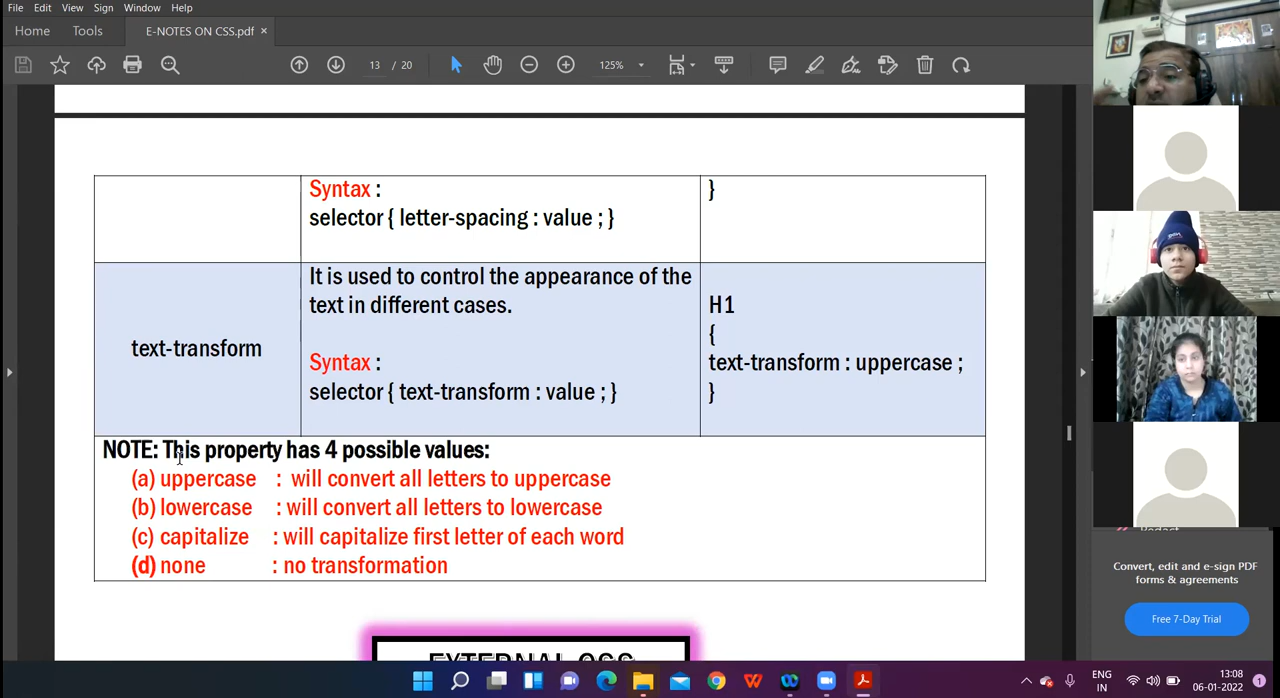 File Edit View Sign Window Help
Home Tools E-NOTES ON CSS.pdf ×
13 / 20 125%
Syntax : }
selector { letter-spacing : value ; }
It is used to control the appearance of the
text in different cases.
H1
{
text-transform
Syntax : text-transform : uppercase ;
selector { text-transform : value ; } }
NOTE: This property has 4 possible values:
(a) uppercase : will convert all letters to uppercase
(b) lowercase : will convert all letters to lowercase
(c) capitalize : will capitalize first letter of each word
(d) none : no transformation
EXTERNAL CSS
Redact
Convert, edit and e-sign PDF
forms & agreements
Free 7-Day Trial
ENG
IN
13:08
06-01-2022
1